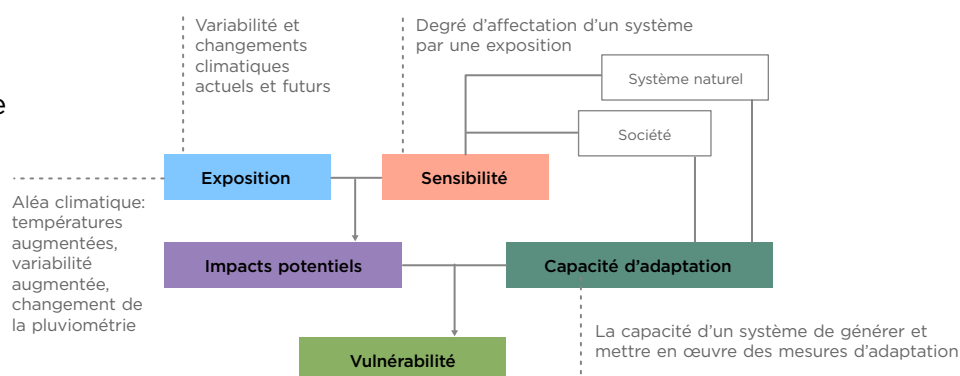 Variabilité et
changements
climatiques
actuels et futurs
Degré d’affectation d’un système
par une exposition
Système naturel
Société
e
Exposition
Sensibilité
Aléa climatique:
températures
augmentées,
variabilité
augmentée,
changement de
la pluviométrie
Impacts potentiels
Capacité d’adaptation
La capacité d’un système de générer et
mettre en œuvre des mesures d’adaptation
Vulnérabilité